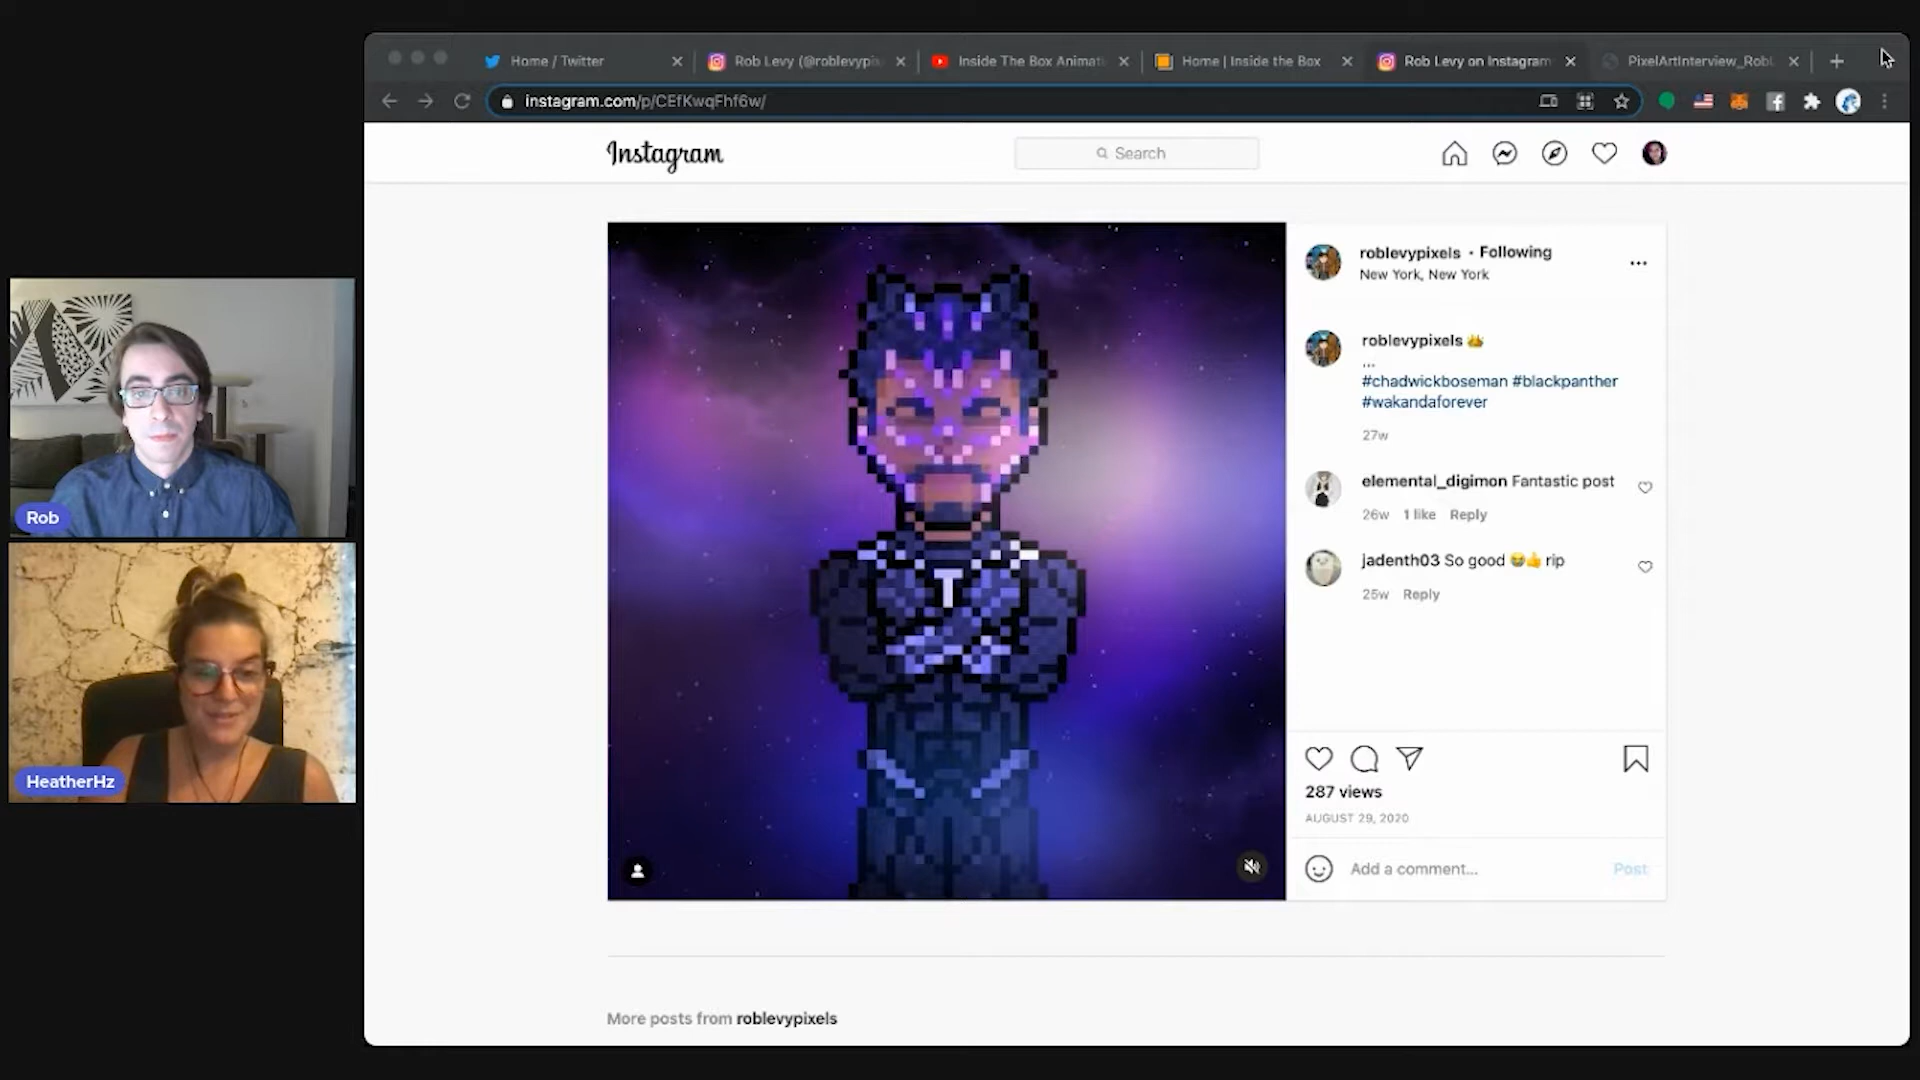 Home / Twitter
Rob Levy (@roblevypix
Inside The Box Animati
Home | Inside the Box
Rob Levy on Instagram
PixelArtInterview_RobL
instagram.com/p/CEfKwqFhf6w/
Instagram
Search
roblevypixels • Following
New York, New York
roblevypixels
...
#chadwickboseman #blackpanther
#wakandaforever
27w
elemental_digimon Fantastic post
26w 1 like Reply
jadenth03 So good 😭👍 rip
25w Reply
287 views
AUGUST 29, 2020
Add a comment...
Post
More posts from roblevypixels
T
Rob
HeatherHz